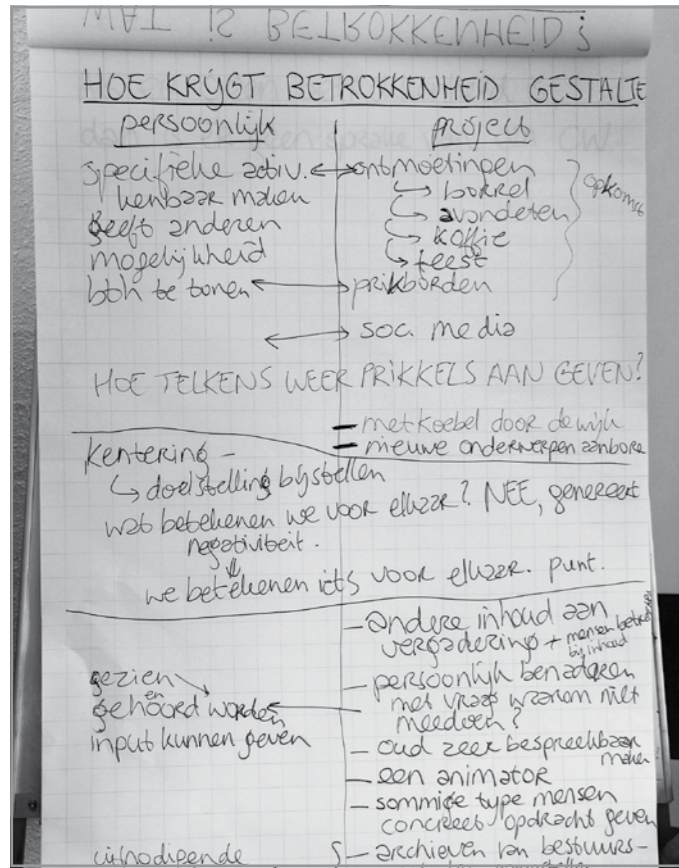 WAT IS BETROKKENHEID?
HOE KRIJGT BETROKKENHEID GESTALTE
persoonlijk
project
specifieke activ. ↔ ontmoetingen
kenbaar maken
geeft anderen
mogelijkheid
btkh te tonen ↔ prikborden
↳ borrel
↳ avondeten
↳ koffie
↳ feest
opkomst
↔ soc. media
HOE TELKENS WEER PRIKKELS AAN GEVEN?
– met koebel door de wijk
– nieuwe onderwerpen aanbore
kentering –
↳ doelstelling bijstellen
wat betekenen we voor elkaar? NEE, genereert
negativiteit.
we betekenen iets voor elkaar. punt.
gezien
en
gehoord worden
input kunnen geven
– andere inhoud aan
vergadering + mensen betrekken
bij inhoud
– persoonlijk benaderen
met vraag waarom niet
meedoen?
– oud zeer bespreekbaar
maken
– een animator
– sommige type mensen
concreet opdracht geven
uitnodigende
– archieven van bestuurs-